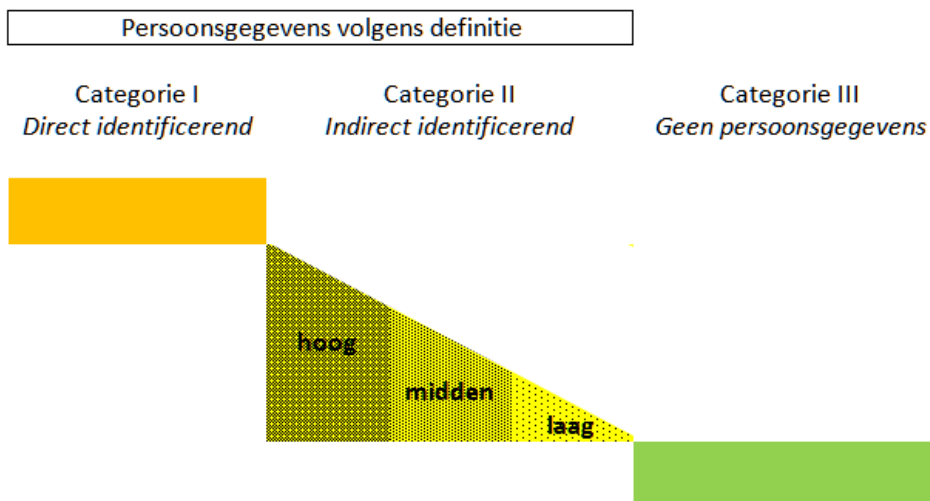 Persoonsgegevens volgens definitie
Categorie I
Direct identificerend
Categorie II
Indirect identificerend
Categorie III
Geen persoonsgegevens
hoog
midden
laag